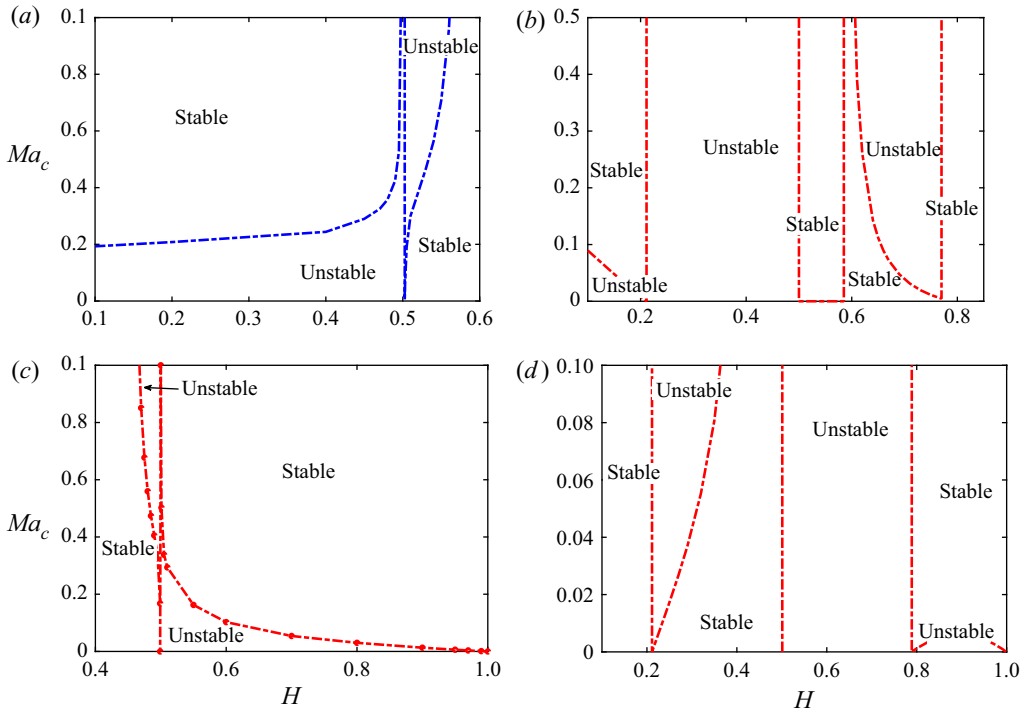 (a)
0.1
0.8
0.6
Ma_c
0.4
0.2
0
Stable
Unstable
Unstable
Stable
0.1
0.2
0.3
0.4
0.5
0.6
(b)
0.5
0.4
0.3
0.2
0.1
0
Stable
Unstable
Unstable
Stable
Stable
Stable
Unstable
0.2
0.4
0.6
0.8
(c)
0.1
0.8
0.6
Ma_c
0.4
0.2
0
Unstable
Stable
Stable
Unstable
0.4
0.6
0.8
1.0
H
(d)
0.10
0.08
0.06
0.04
0.02
0
Unstable
Unstable
Stable
Stable
Stable
Unstable
0.2
0.4
0.6
0.8
1.0
H